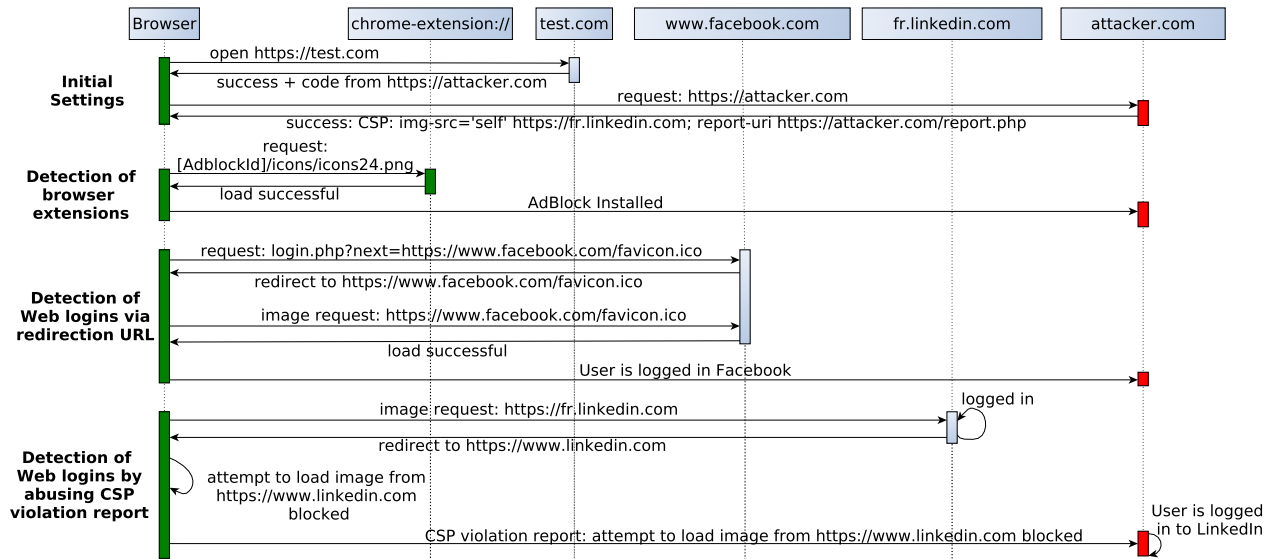 Browser
chrome-extension://
test.com
www.facebook.com
fr.linkedin.com
attacker.com
Initial
Settings
open https://test.com
success + code from https://attacker.com
request: https://attacker.com
success: CSP: img-src='self' https://fr.linkedin.com; report-uri https://attacker.com/report.php
Detection of
browser
extensions
request:
[AdblockId]/icons/icons24.png
load successful
AdBlock Installed
Detection of
Web logins via
redirection URL
request: login.php?next=https://www.facebook.com/favicon.ico
redirect to https://www.facebook.com/favicon.ico
image request: https://www.facebook.com/favicon.ico
load successful
User is logged in Facebook
Detection of
Web logins by
abusing CSP
violation report
image request: https://fr.linkedin.com
logged in
redirect to https://www.linkedin.com
attempt to load image from
https://www.linkedin.com
blocked
CSP violation report: attempt to load image from https://www.linkedin.com blocked
User is logged
in to LinkedIn